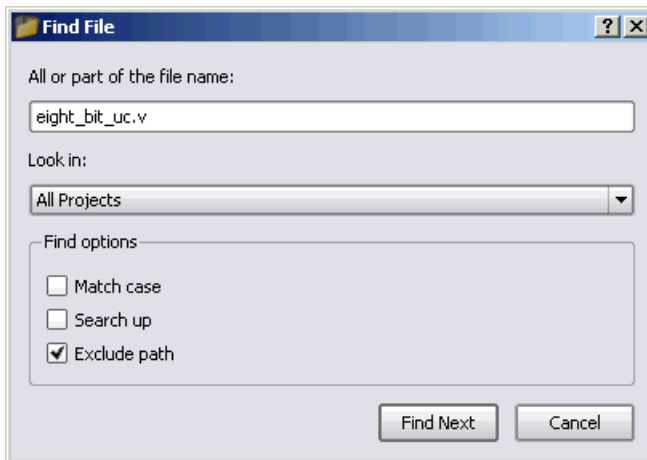 Find File
All or part of the file name:
eight_bit_uc.v
Look in:
All Projects
Find options
Match case
Search up
Exclude path
Find Next Cancel